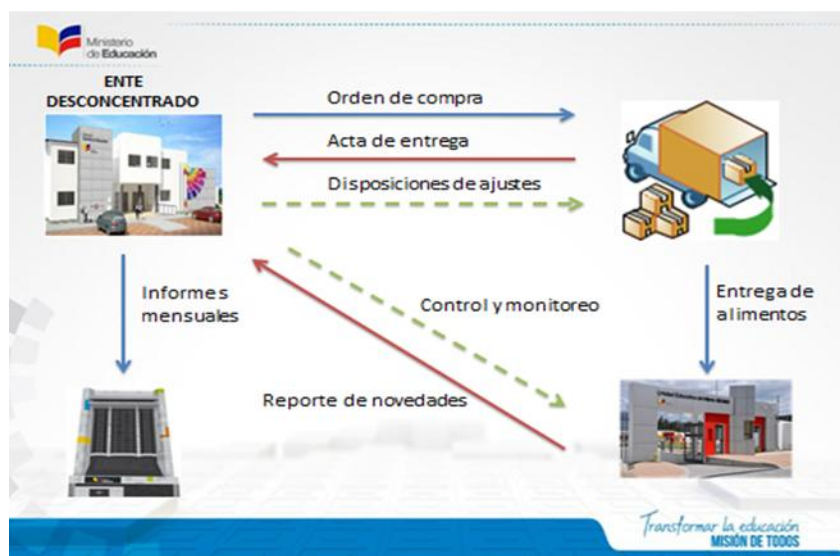 Ministerio
de Educación
ENTE
DESCONCENTRADO
Orden de compra
Acta de entrega
Disposiciones de ajustes
Informes
mensuales
Control y monitoreo
Entrega de
alimentos
Reporte de novedades
Transformar la educación
MISIÓN DE TODOS